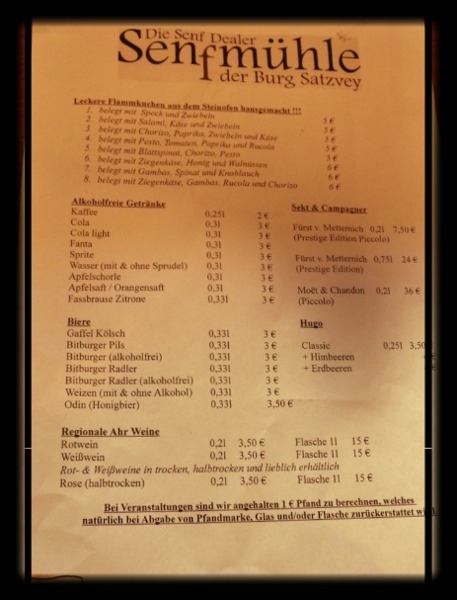 Die Senf Dealer
Senfmühle
der Burg Satzvey
Leckere Flammkuchen aus dem Steinofen hausgemacht !!!
1. belegt mit Speck und Zwiebeln 5 €
2. belegt mit Salami, Käse und Zwiebeln 5 €
3. belegt mit Chorizo, Paprika, Zwiebeln und Käse 5 €
4. belegt mit Pesto, Tomaten, Paprika und Rucola 5 €
5. belegt mit Blattspinat, Chorizo, Pesto 5 €
6. belegt mit Ziegenkäse, Honig und Walnüssen 6 €
7. belegt mit Gambas, Spinat und Knoblauch 6 €
8. belegt mit Ziegenkäse, Gambas, Rucola und Chorizo 6 €
Alkoholfreie Getränke
Kaffee 0,25l 2 €
Cola 0,3l 3 €
Cola light 0,3l 3 €
Fanta 0,3l 3 €
Sprite 0,3l 3 €
Wasser (mit & ohne Sprudel) 0,3l 3 €
Apfelschorle 0,3l 3 €
Apfelsaft / Orangensaft 0,3l 3 €
Fassbrause Zitrone 0,33l 3 €
Sekt & Campagner
Fürst v. Metternich 0,2l 7,50 €
(Prestige Edition Piccolo)
Fürst v. Metternich 0,75l 24 €
(Prestige Edition)
Moët & Chandon 0,2l 36 €
(Piccolo)
Biere
Gaffel Kölsch 0,33l 3 €
Bitburger Pils 0,33l 3 €
Bitburger (alkoholfrei) 0,33l 3 €
Bitburger Radler 0,33l 3 €
Bitburger Radler (alkoholfrei) 0,33l 3 €
Weizen (mit & ohne Alkohol) 0,33l 3 €
Odin (Honigbier) 0,33l 3,50 €
Hugo
Classic 0,25l 3,50
+ Himbeeren €
+ Erdbeeren €
Regionale Ahr Weine
Rotwein 0,2l 3,50 € Flasche 1l 15 €
Weißwein 0,2l 3,50 € Flasche 1l 15 €
Rot- & Weißweine in trocken, halbtrocken und lieblich erhältlich
Rose (halbtrocken) 0,2l 3,50 € Flasche 1l 15 €
Bei Veranstaltungen sind wir angehalten 1 € Pfand zu berechnen, welches
natürlich bei Abgabe von Pfandmarke, Glas und/oder Flasche zurückerstattet wird.